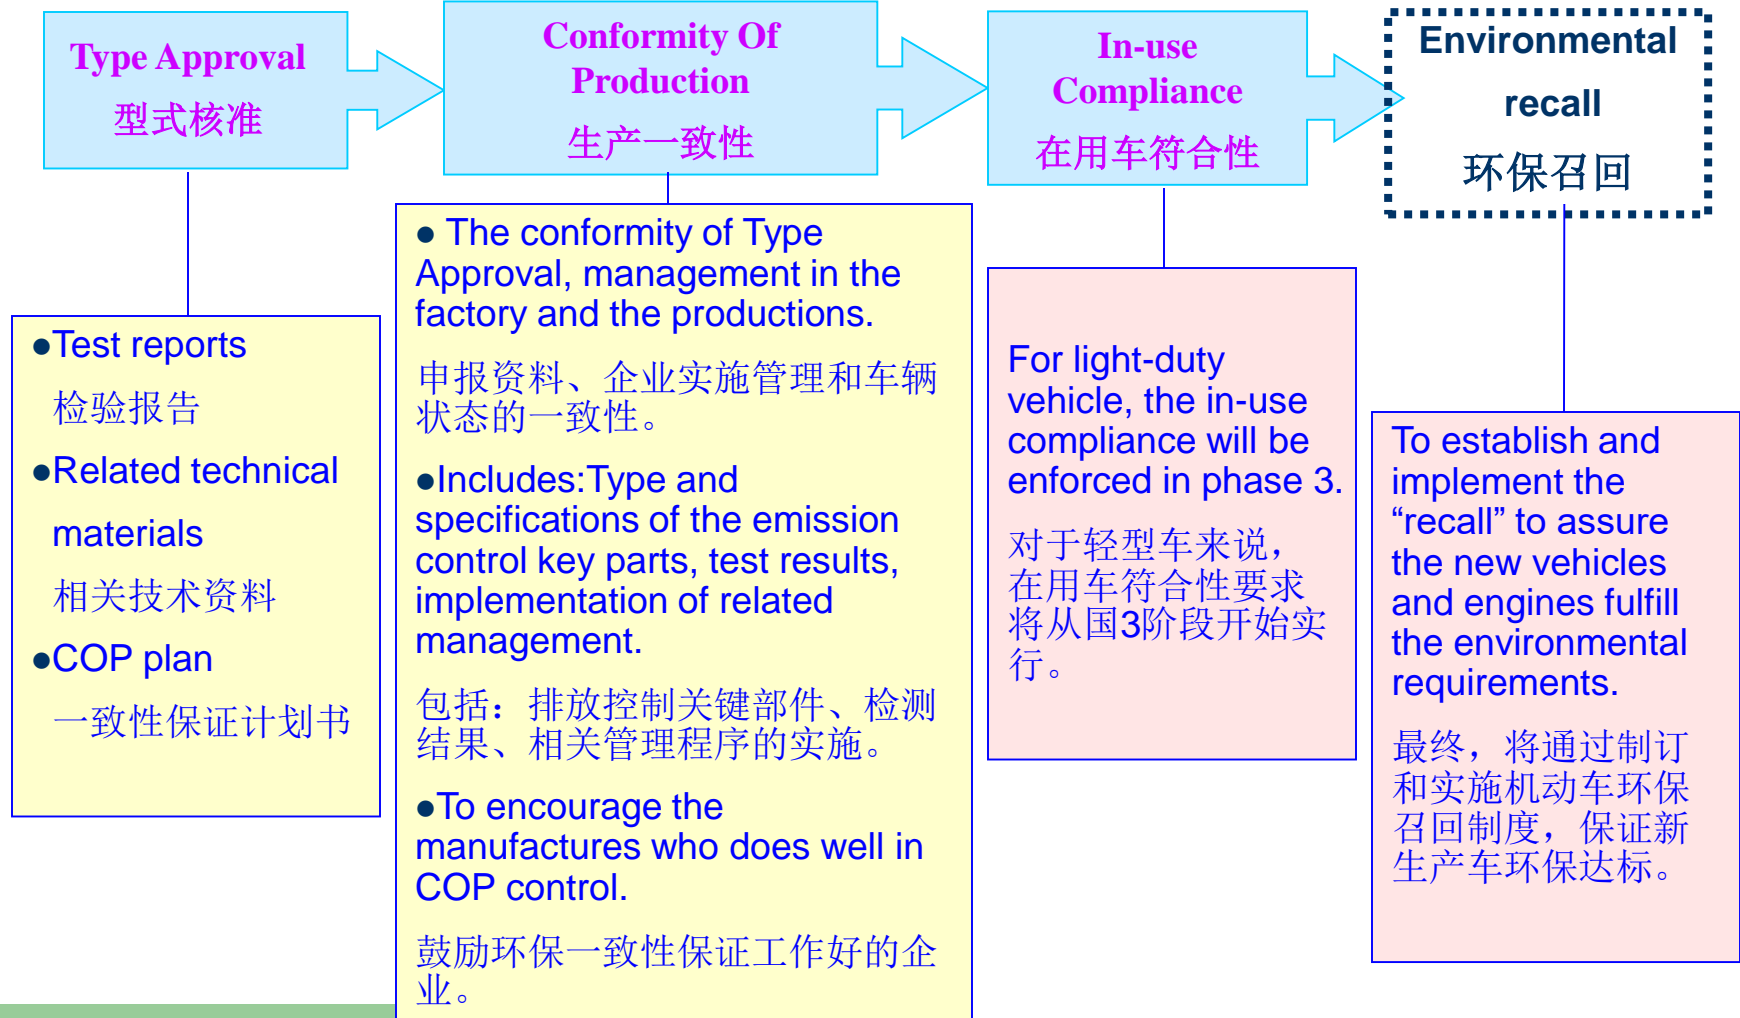 Type Approval
型式核准
Conformity Of
Production
生产一致性
In-use
Compliance
在用车符合性
Environmental
recall
环保召回
●Test reports
检验报告
●Related technical
materials
相关技术资料
●COP plan
一致性保证计划书
● The conformity of Type
Approval, management in the
factory and the productions.
申报资料、企业实施管理和车辆
状态的一致性。
●Includes:Type and
specifications of the emission
control key parts, test results,
implementation of related
management.
包括：排放控制关键部件、检测
结果、相关管理程序的实施。
●To encourage the
manufactures who does well in
COP control.
鼓励环保一致性保证工作好的企
业。
For light-duty
vehicle, the in-use
compliance will be
enforced in phase 3.
对于轻型车来说，
在用车符合性要求
将从国3阶段开始实
行。
To establish and
implement the
“recall” to assure
the new vehicles
and engines fulfill
the environmental
requirements.
最终，将通过制订
和实施机动车环保
召回制度，保证新
生产车环保达标。